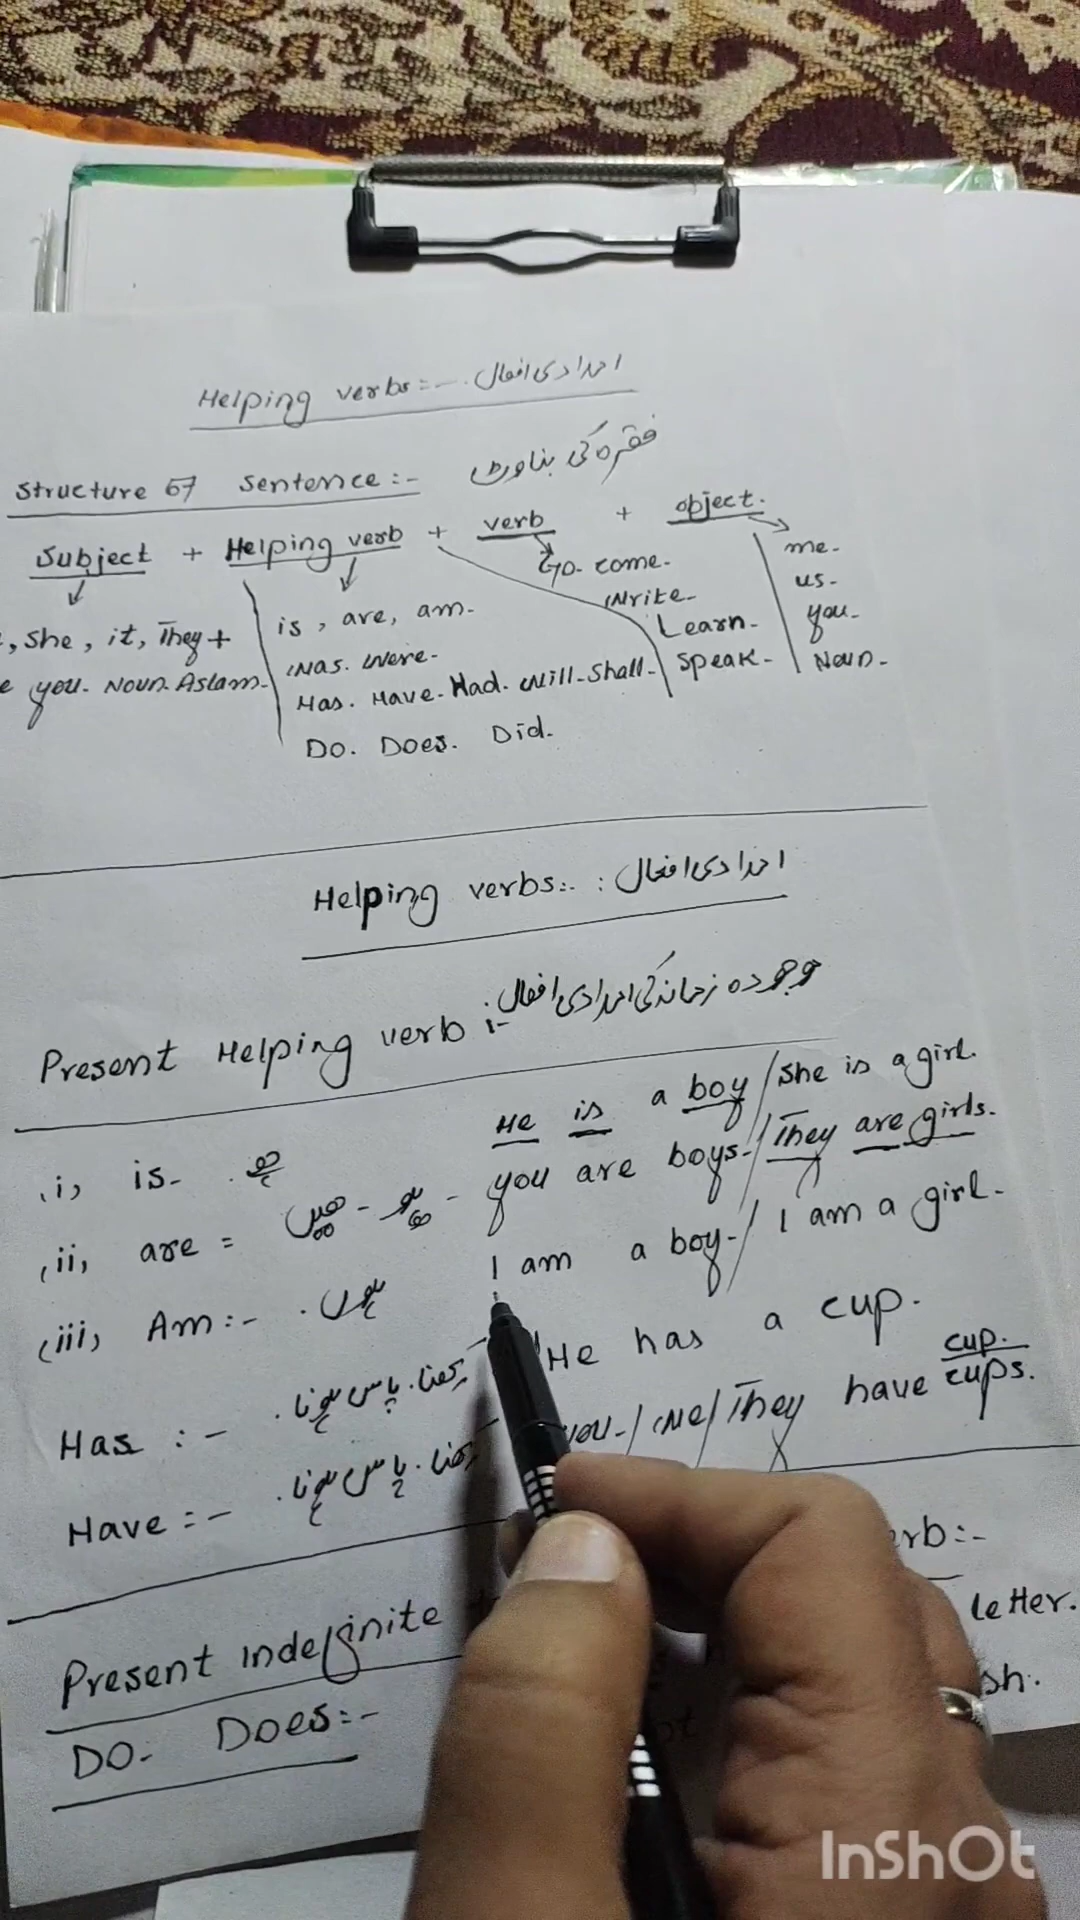 Helping verbs:- امدادی افعال
Structure of Sentence:- فقرہ کی بناوٹ
Subject + Helping verb + verb + object.
, she, it, They + is, are, am. Go. come. me.
you. Noun. Aslam. was. were. write. us.
Has. Have. Had. will. shall. Learn. you.
Do. Does. Did. speak. Noun.
Helping verbs:. : امدادی افعال
Present Helping verb :- موجودہ زمانہ کی امدادی افعال
(i) is - ہے He is a boy / She is a girl.
(ii) are = ہیں - ہو - you are boys - / They are girls.
(iii) Am :- ہوں. I am a boy - / I am a girl.
Has :- رکھنا. پاس ہونا. He has a cup.
Have :- رکھنا. پاس ہونا. you / we / They have cup. cups.
Present indefinite
letter.
Do. Does:-
InShOt